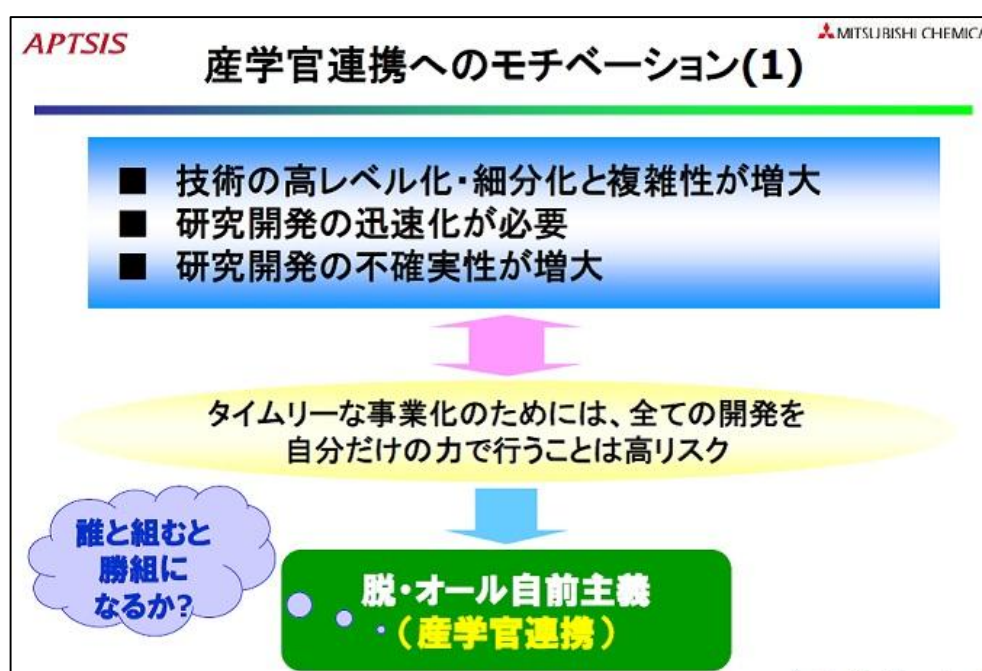 APTSIS
MITSUBISHI CHEMICA
産学官連携へのモチベーション(1)
■ 技術の高レベル化・細分化と複雑性が増大
■ 研究開発の迅速化が必要
■ 研究開発の不確実性が増大
タイムリーな事業化のためには、全ての開発を
自分だけの力で行うことは高リスク
誰と組むと
勝組に
なるか?
脱・オール自前主義
(産学官連携)